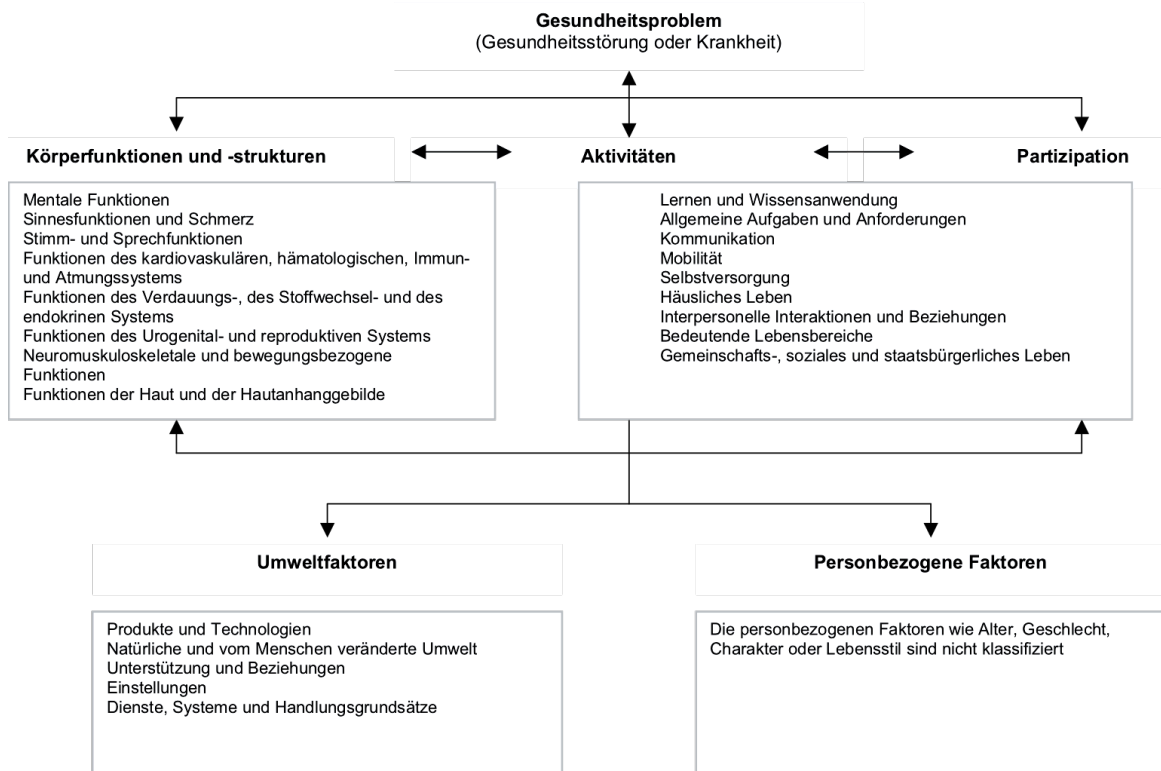 Gesundheitsproblem
(Gesundheitsstörung oder Krankheit)
Körperfunktionen und -strukturen
Aktivitäten
Partizipation
Mentale Funktionen
Sinnesfunktionen und Schmerz
Stimm- und Sprechfunktionen
Funktionen des kardiovaskulären, hämatologischen, Immun-
und Atmungssystems
Funktionen des Verdauungs-, des Stoffwechsel- und des
endokrinen Systems
Funktionen des Urogenital- und reproduktiven Systems
Neuromuskuloskeletale und bewegungsbezogene
Funktionen
Funktionen der Haut und der Hautanhanggebilde
Lernen und Wissensanwendung
Allgemeine Aufgaben und Anforderungen
Kommunikation
Mobilität
Selbstversorgung
Häusliches Leben
Interpersonelle Interaktionen und Beziehungen
Bedeutende Lebensbereiche
Gemeinschafts-, soziales und staatsbürgerliches Leben
Umweltfaktoren
Personbezogene Faktoren
Produkte und Technologien
Natürliche und vom Menschen veränderte Umwelt
Unterstützung und Beziehungen
Einstellungen
Dienste, Systeme und Handlungsgrundsätze
Die personbezogenen Faktoren wie Alter, Geschlecht,
Charakter oder Lebensstil sind nicht klassifiziert